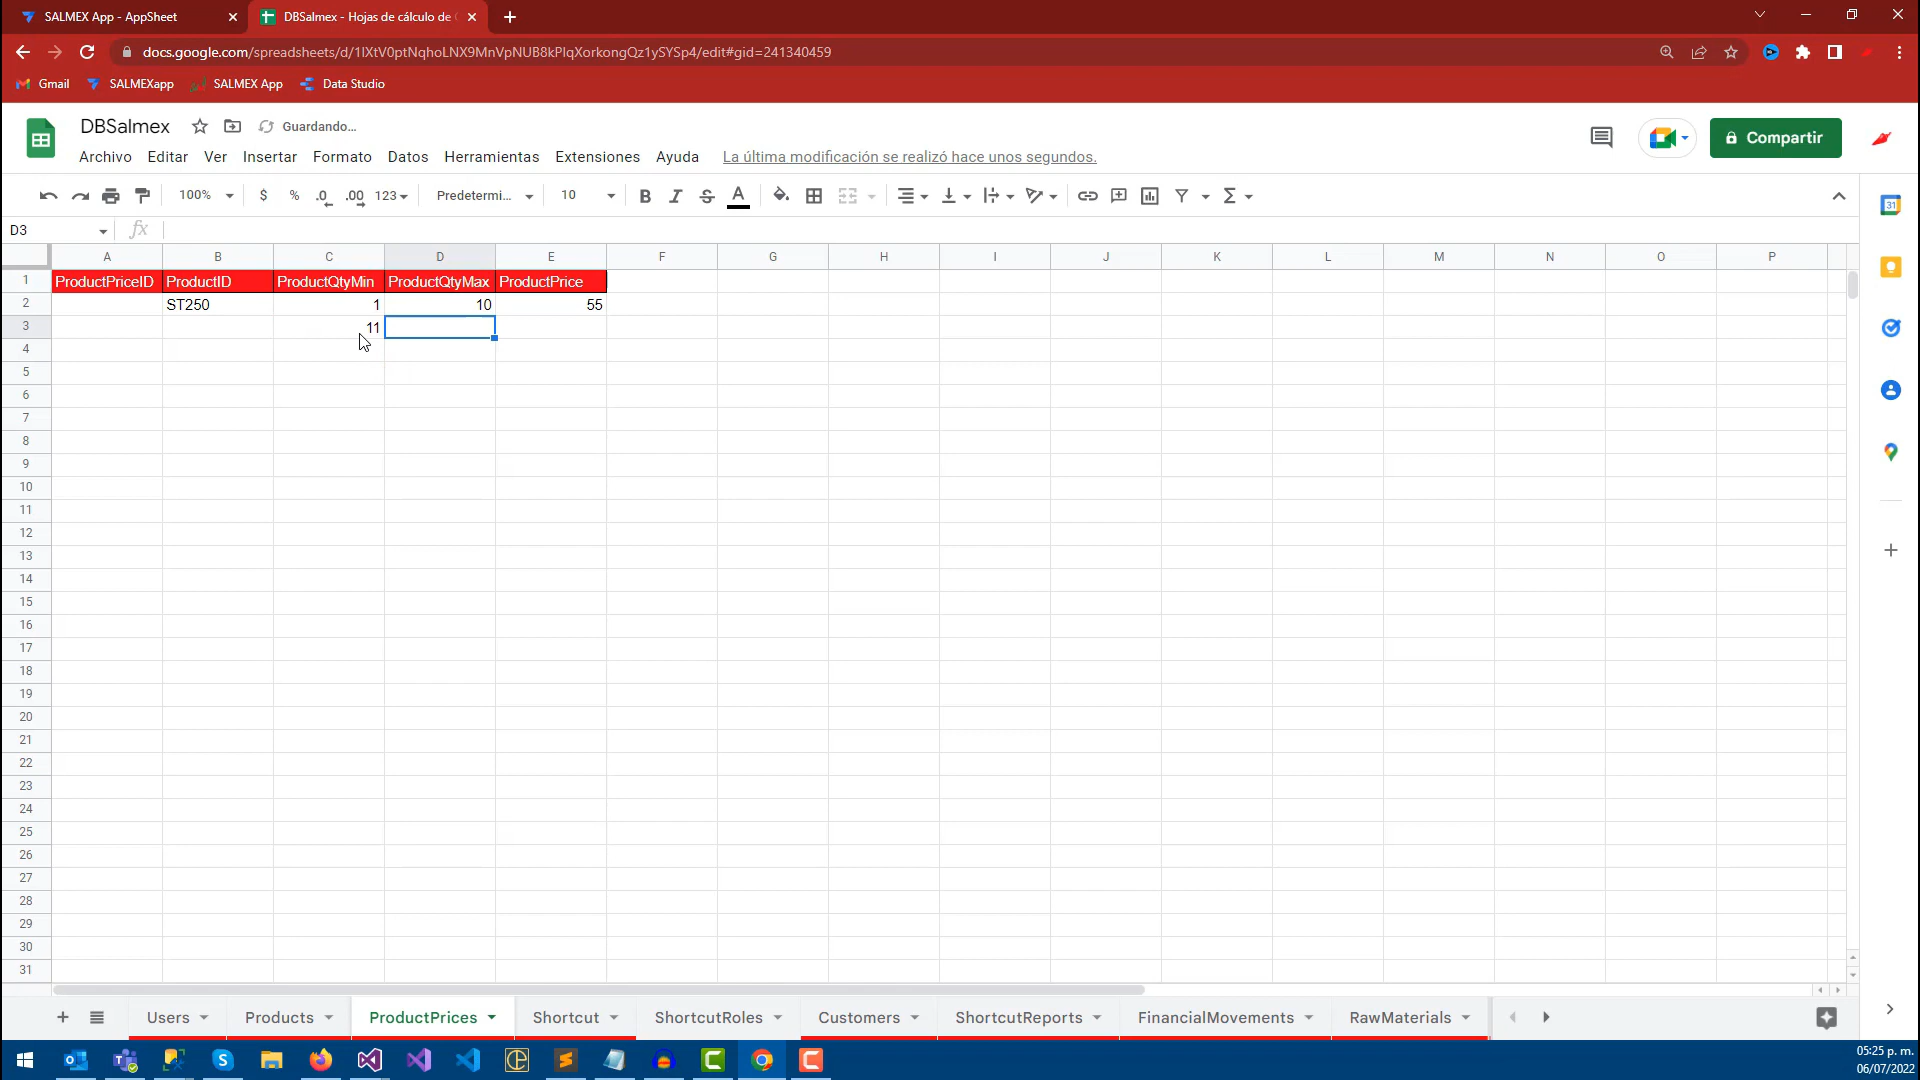 SALMEX App - AppSheet
DBSalmex - Hojas de cálculo de
docs.google.com/spreadsheets/d/1lXtV0ptNqhoLNX9MnVpNUB8kPlqXorkongQz1ySYSp4/edit#gid=241340459
Gmail SALMEXapp SALMEX App Data Studio
DBSalmex Guardando...
Archivo Editar Ver Insertar Formato Datos Herramientas Extensiones Ayuda La última modificación se realizó hace unos segundos.
Compartir
100% $ % .0 .00 123 Predetermi... 10 B I S A Σ
D3 fx
31
A B C D E F G H I J K L M N O P
1 ProductPriceID ProductID ProductQtyMin ProductQtyMax ProductPrice
2 ST250 1 10 55
3 11
4
5
6
7
8
9
10
11
12
13
14
15
16
17
18
19
20
21
22
23
24
25
26
27
28
29
30
31
Users Products ProductPrices Shortcut ShortcutRoles Customers ShortcutReports FinancialMovements RawMaterials
05:25 p. m.
06/07/2022